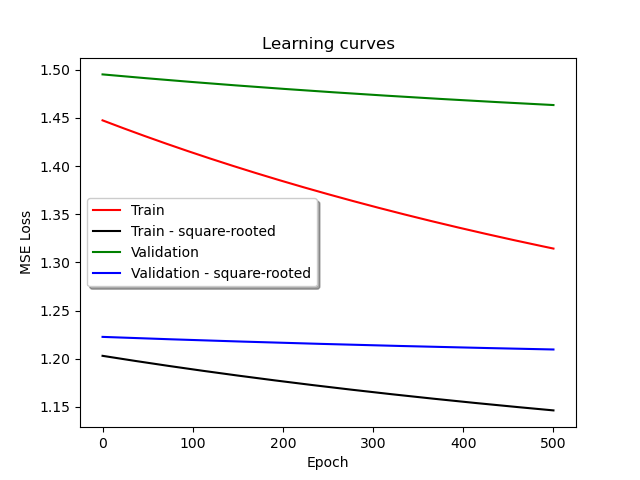 Learning curves
MSE Loss
1.50
1.45
1.40
1.35
1.30
1.25
1.20
1.15
Train
Train - square-rooted
Validation
Validation - square-rooted
0 100 200 300 400 500
Epoch